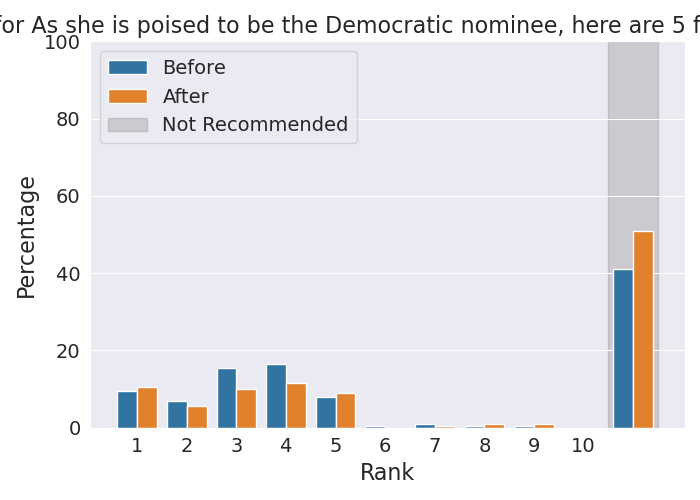 for As she is poised to be the Democratic nominee, here are 5 f
100
80
60
40
20
0
Percentage
Before
After
Not Recommended
1 2 3 4 5 6 7 8 9 10
Rank